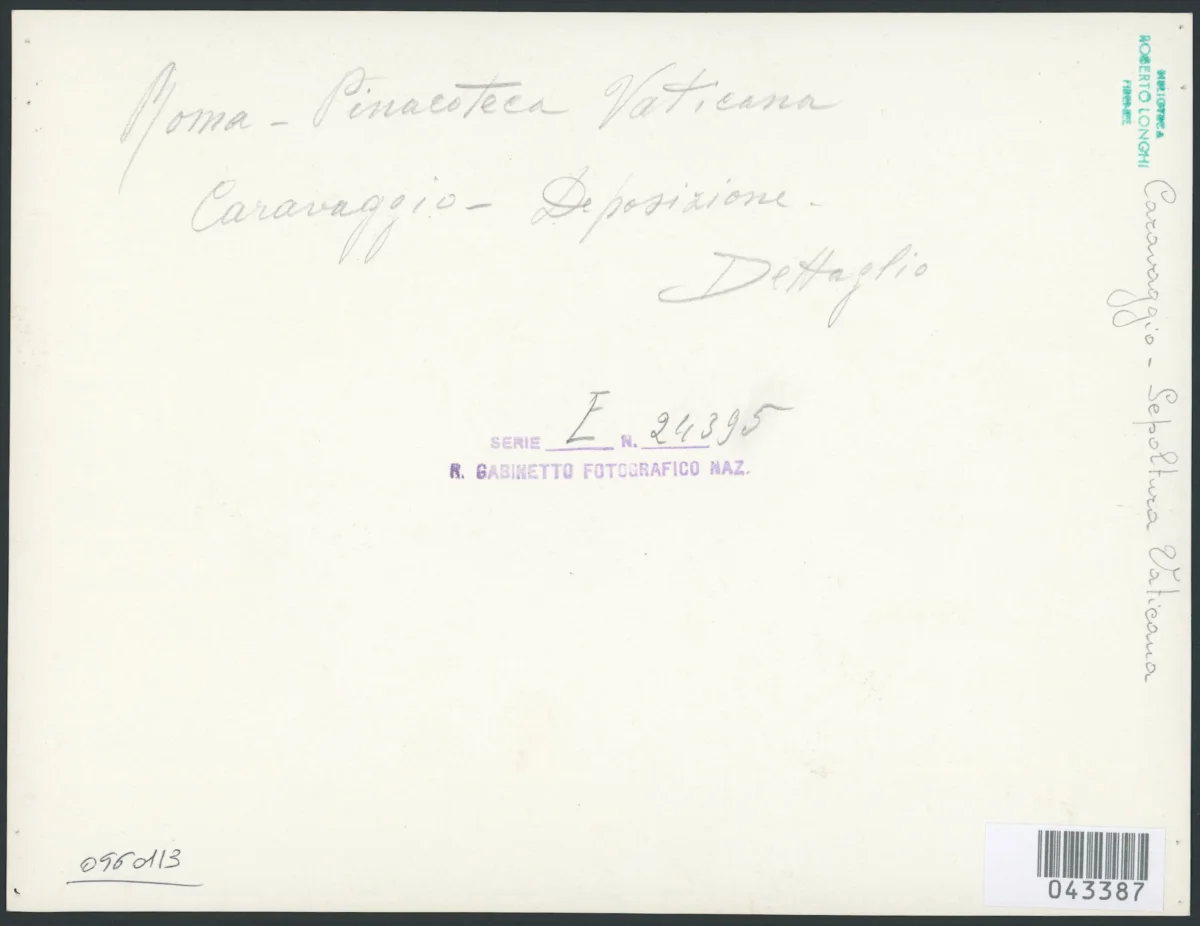 Roma - Pinacoteca Vaticana
Caravaggio - Deposizione -
Dettaglio
SERIE E N. 24395
R. GABINETTO FOTOGRAFICO NAZ.
BIBLIOTECA
ROBERTO LONGHI
FIRENZE
Caravaggio - Sepoltura Vaticana
043387